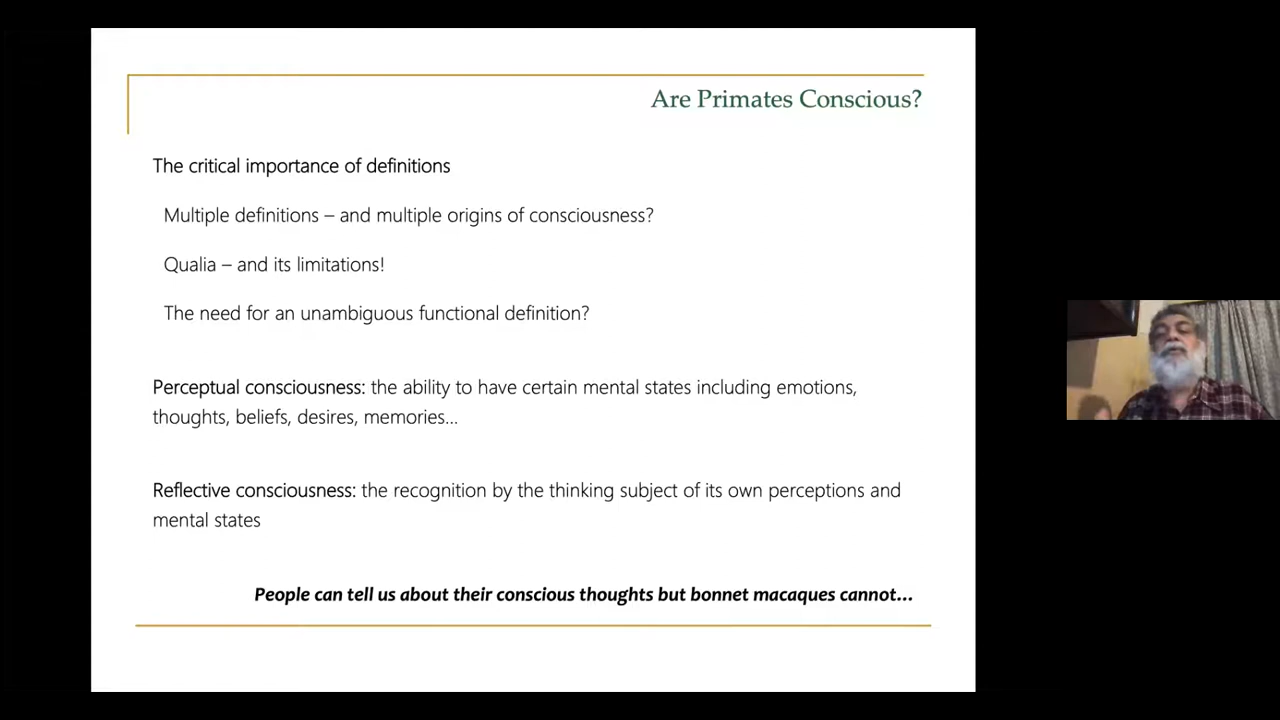 Are Primates Conscious?
The critical importance of definitions
Multiple definitions – and multiple origins of consciousness?
Qualia – and its limitations!
The need for an unambiguous functional definition?
Perceptual consciousness: the ability to have certain mental states including emotions,
thoughts, beliefs, desires, memories...
Reflective consciousness: the recognition by the thinking subject of its own perceptions and
mental states
People can tell us about their conscious thoughts but bonnet macaques cannot...